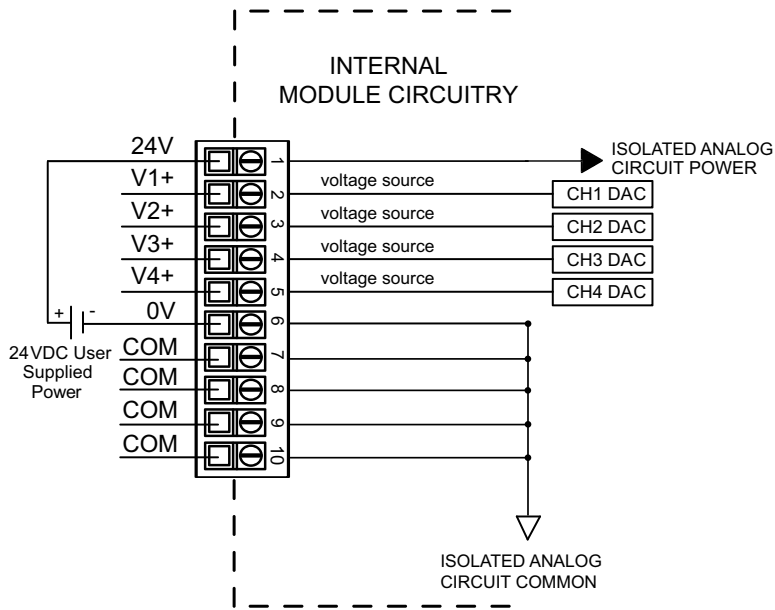 INTERNAL
MODULE CIRCUITRY
24V
1
ISOLATED ANALOG
CIRCUIT POWER
V1+
2
voltage source
CH1 DAC
V2+
3
voltage source
CH2 DAC
V3+
4
voltage source
CH3 DAC
V4+
5
voltage source
CH4 DAC
+ -
0V
6
24VDC User
Supplied
Power
COM
7
COM
8
COM
9
COM
10
ISOLATED ANALOG
CIRCUIT COMMON